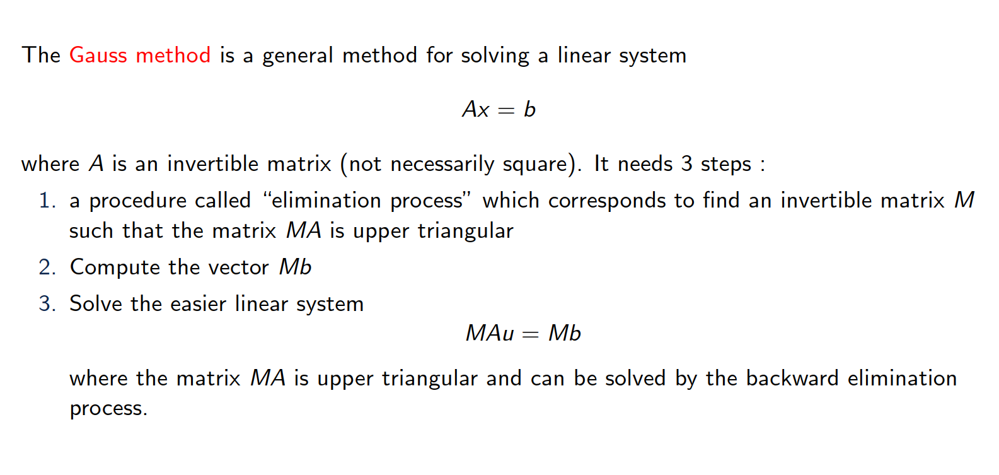 The Gauss method is a general method for solving a linear system
Ax = b
where A is an invertible matrix (not necessarily square). It needs 3 steps :
1. a procedure called “elimination process” which corresponds to find an invertible matrix M
such that the matrix MA is upper triangular
2. Compute the vector Mb
3. Solve the easier linear system
MAu = Mb
where the matrix MA is upper triangular and can be solved by the backward elimination
process.